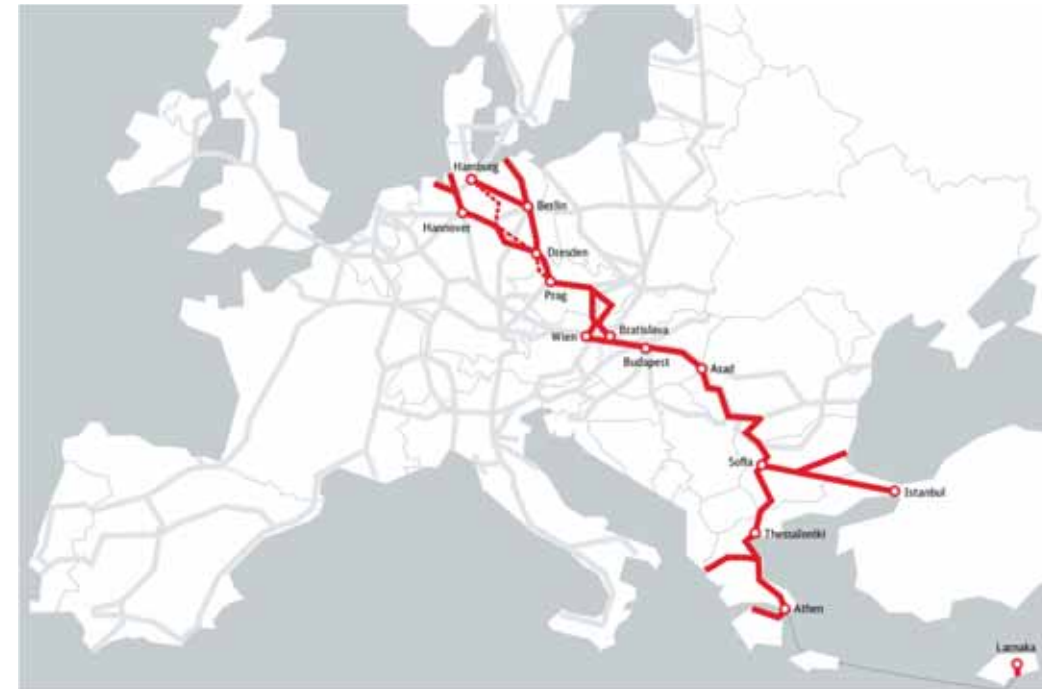 Hamburg
Berlin
Hannover
Dresden
Prag
Wien
Bratislava
Budapest
Arad
Sofia
Istanbul
Thessaloniki
Athen
Larnaka